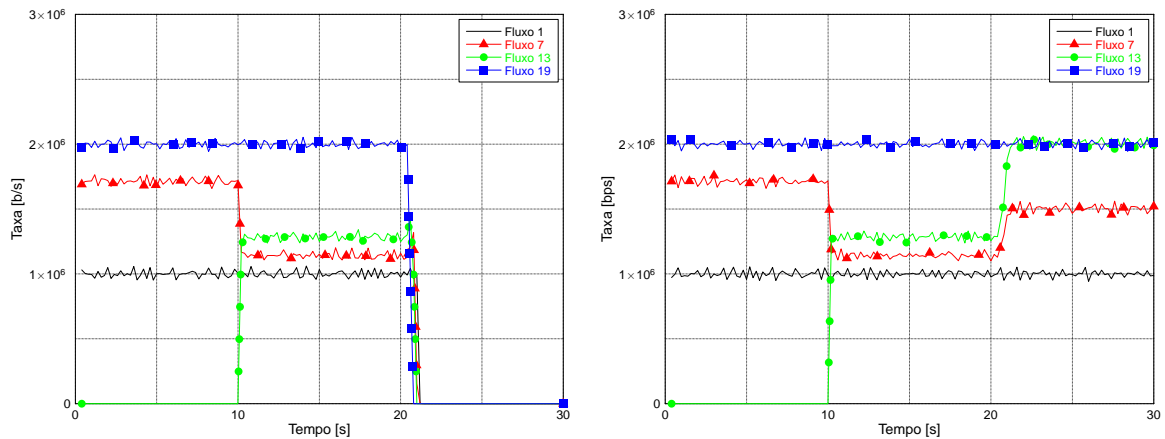 3×10⁶
Fluxo 1
Fluxo 7
Fluxo 13
Fluxo 19
2×10⁶
Taxa [b/s]
1×10⁶
0
0
10
20
30
Tempo [s]
3×10⁶
Fluxo 1
Fluxo 7
Fluxo 13
Fluxo 19
2×10⁶
Taxa [bps]
1×10⁶
0
0
10
20
30
Tempo [s]